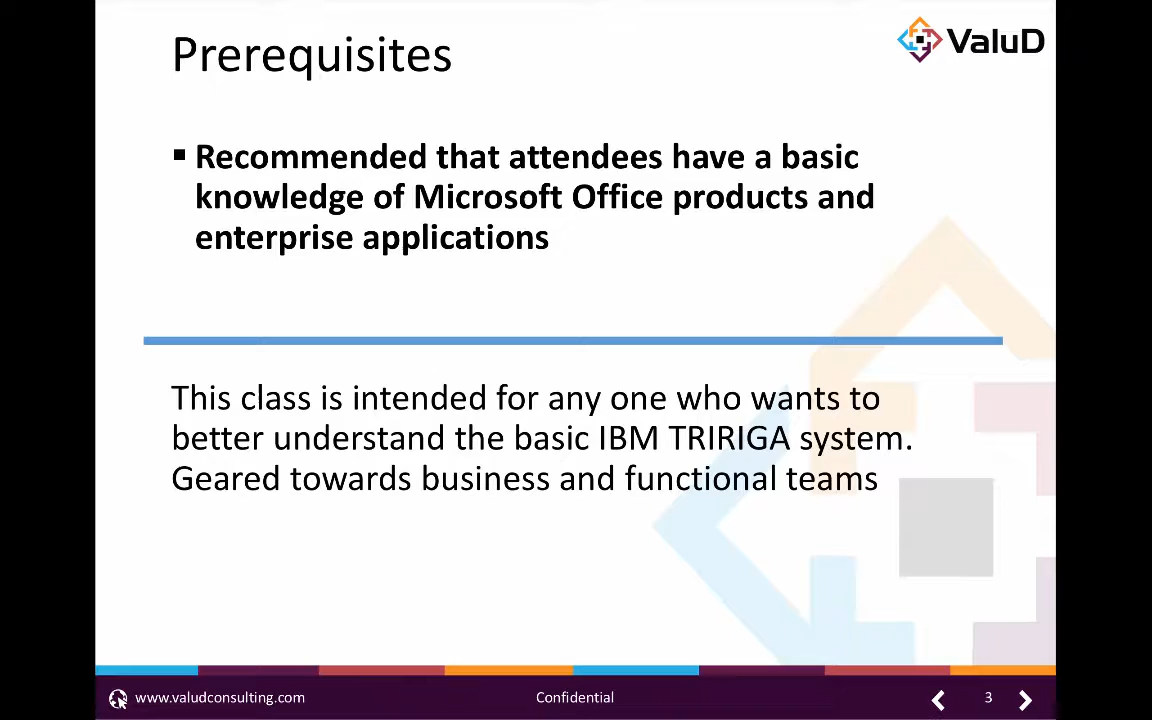 Prerequisites
ValuD
▪ Recommended that attendees have a basic
knowledge of Microsoft Office products and
enterprise applications
This class is intended for any one who wants to
better understand the basic IBM TRIRIGA system.
Geared towards business and functional teams
www.valudconsulting.com
Confidential
3